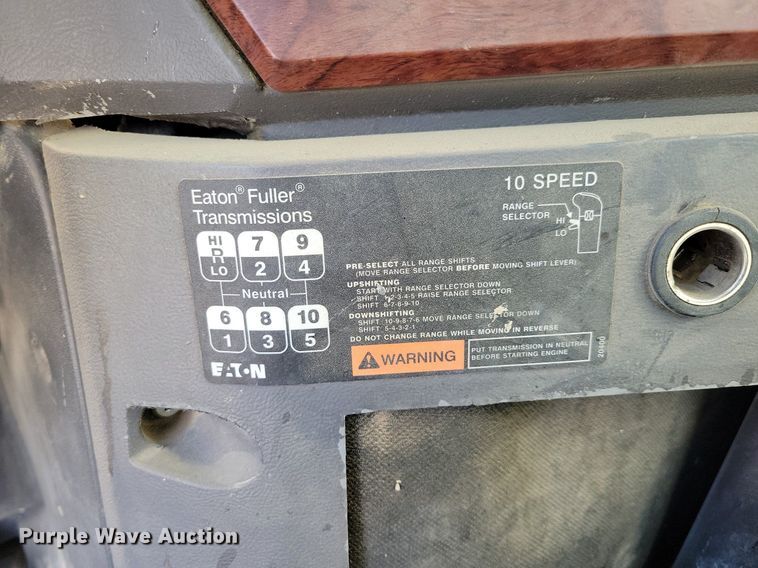 Eaton® Fuller®
Transmissions
10 SPEED
RANGE
SELECTOR
HI
LO
HI
R
LO
7
2
9
4
Neutral
6
1
8
3
10
5
PRE-SELECT ALL RANGE SHIFTS
(MOVE RANGE SELECTOR BEFORE MOVING SHIFT LEVER)
UPSHIFTING
START WITH RANGE SELECTOR DOWN
SHIFT 1-2-3-4-5 RAISE RANGE SELECTOR
SHIFT 6-7-8-9-10
DOWNSHIFTING
SHIFT 10-9-8-7-6 MOVE RANGE SELECTOR DOWN
SHIFT 5-4-3-2-1
DO NOT CHANGE RANGE WHILE MOVING IN REVERSE
WARNING
PUT TRANSMISSION IN NEUTRAL
BEFORE STARTING ENGINE
20400
EATON
Purple Wave Auction®